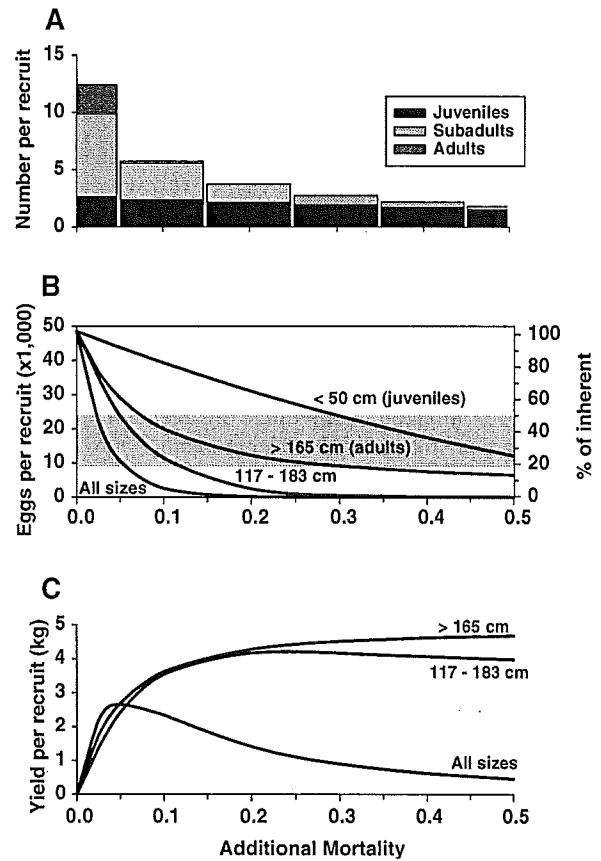 A
Number per recruit
15
10
5
0
Juveniles
Subadults
Adults
B
Eggs per recruit (x1,000)
50
40
30
20
10
0
< 50 cm (juveniles)
> 165 cm (adults)
117 - 183 cm
All sizes
100
80
60
40
20
0
% of inherent
0.0 0.1 0.2 0.3 0.4 0.5
C
Yield per recruit (kg)
5
4
3
2
1
0
> 165 cm
117 - 183 cm
All sizes
0.0 0.1 0.2 0.3 0.4 0.5
Additional Mortality